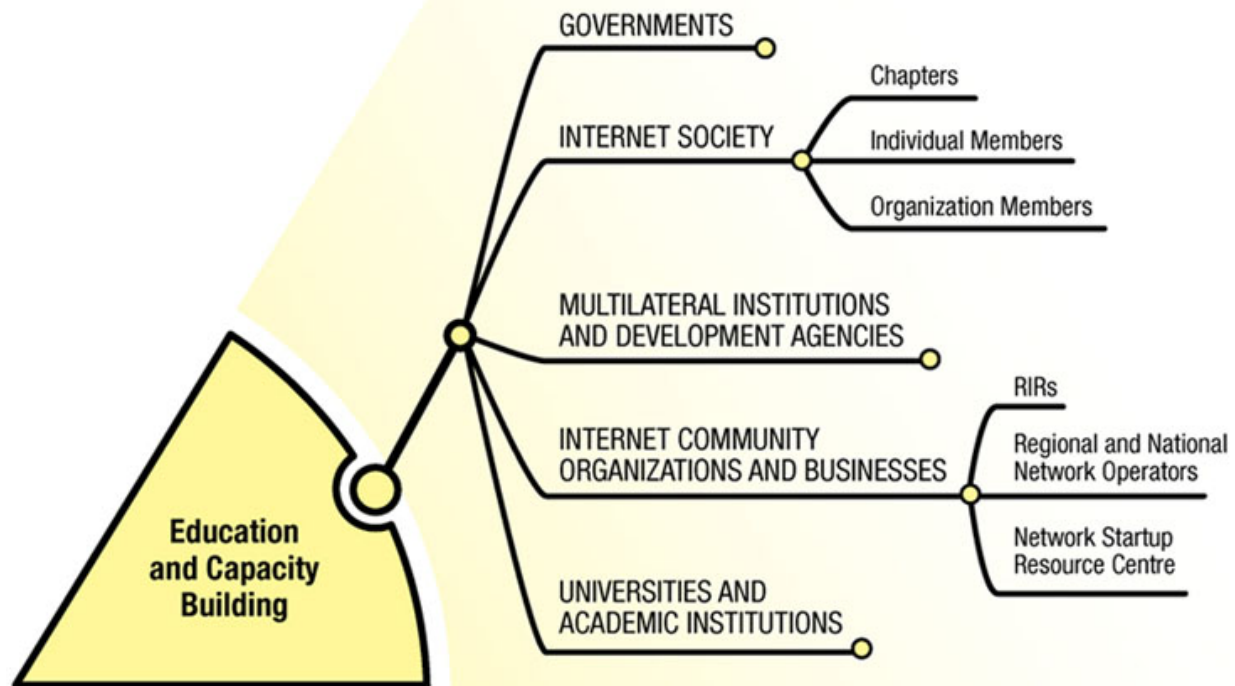 GOVERNMENTS
INTERNET SOCIETY
Chapters
Individual Members
Organization Members
MULTILATERAL INSTITUTIONS
AND DEVELOPMENT AGENCIES
INTERNET COMMUNITY
ORGANIZATIONS AND BUSINESSES
RIRs
Regional and National
Network Operators
Network Startup
Resource Centre
UNIVERSITIES AND
ACADEMIC INSTITUTIONS
Education
and Capacity
Building